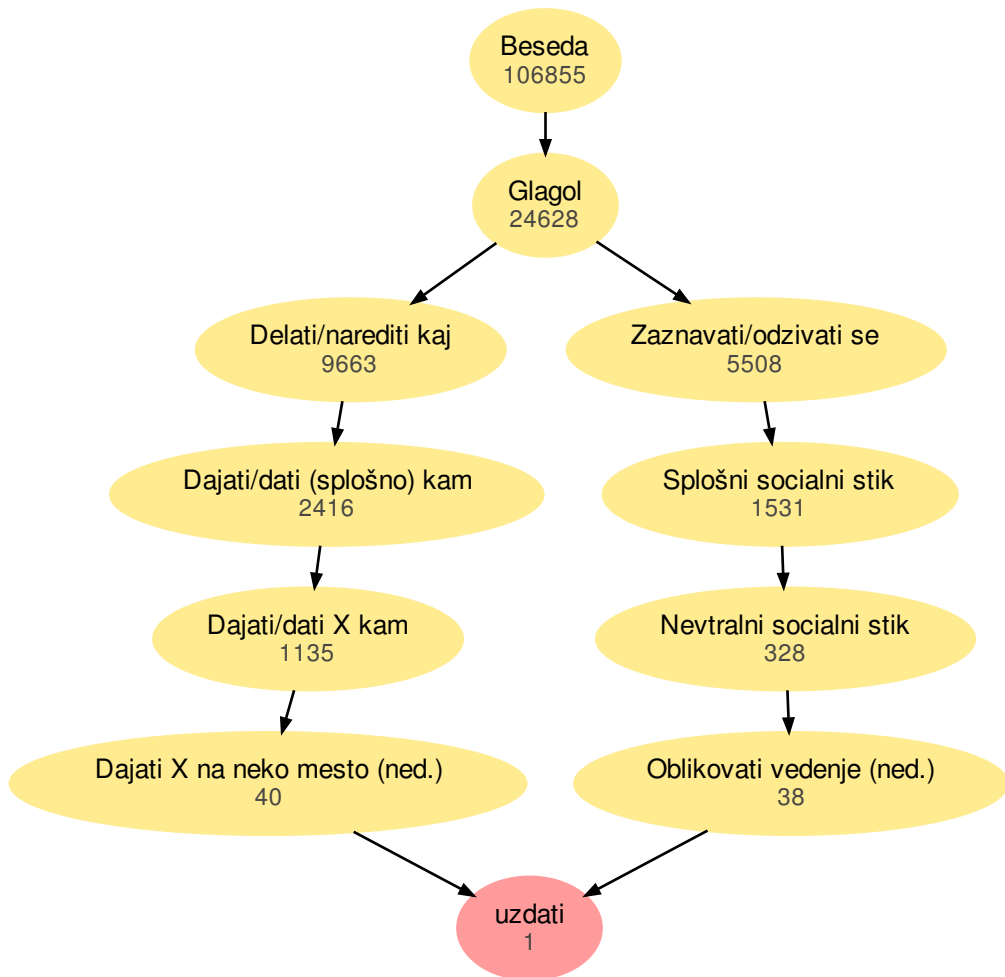 Beseda
106855
Glagol
24628
Delati/narediti kaj
9663
Zaznavati/odzivati se
5508
Dajati/dati (splošno) kam
2416
Splošni socialni stik
1531
Dajati/dati X kam
1135
Nevtralni socialni stik
328
Dajati X na neko mesto (ned.)
40
Oblikovati vedenje (ned.)
38
uzdati
1